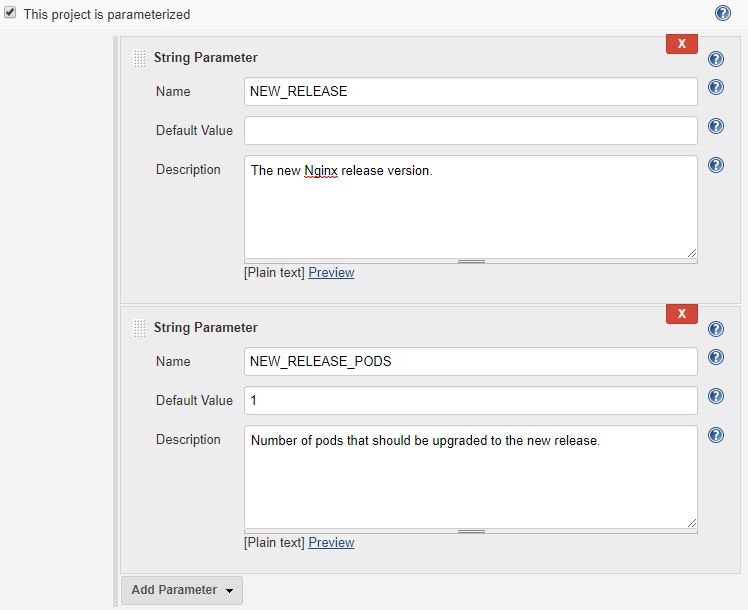 This project is parameterized
?
X
String Parameter
?
Name
NEW_RELEASE
?
Default Value
?
Description
The new Nginx release version.
?
[Plain text] Preview
X
String Parameter
?
Name
NEW_RELEASE_PODS
?
Default Value
1
?
Description
Number of pods that should be upgraded to the new release.
?
[Plain text] Preview
Add Parameter